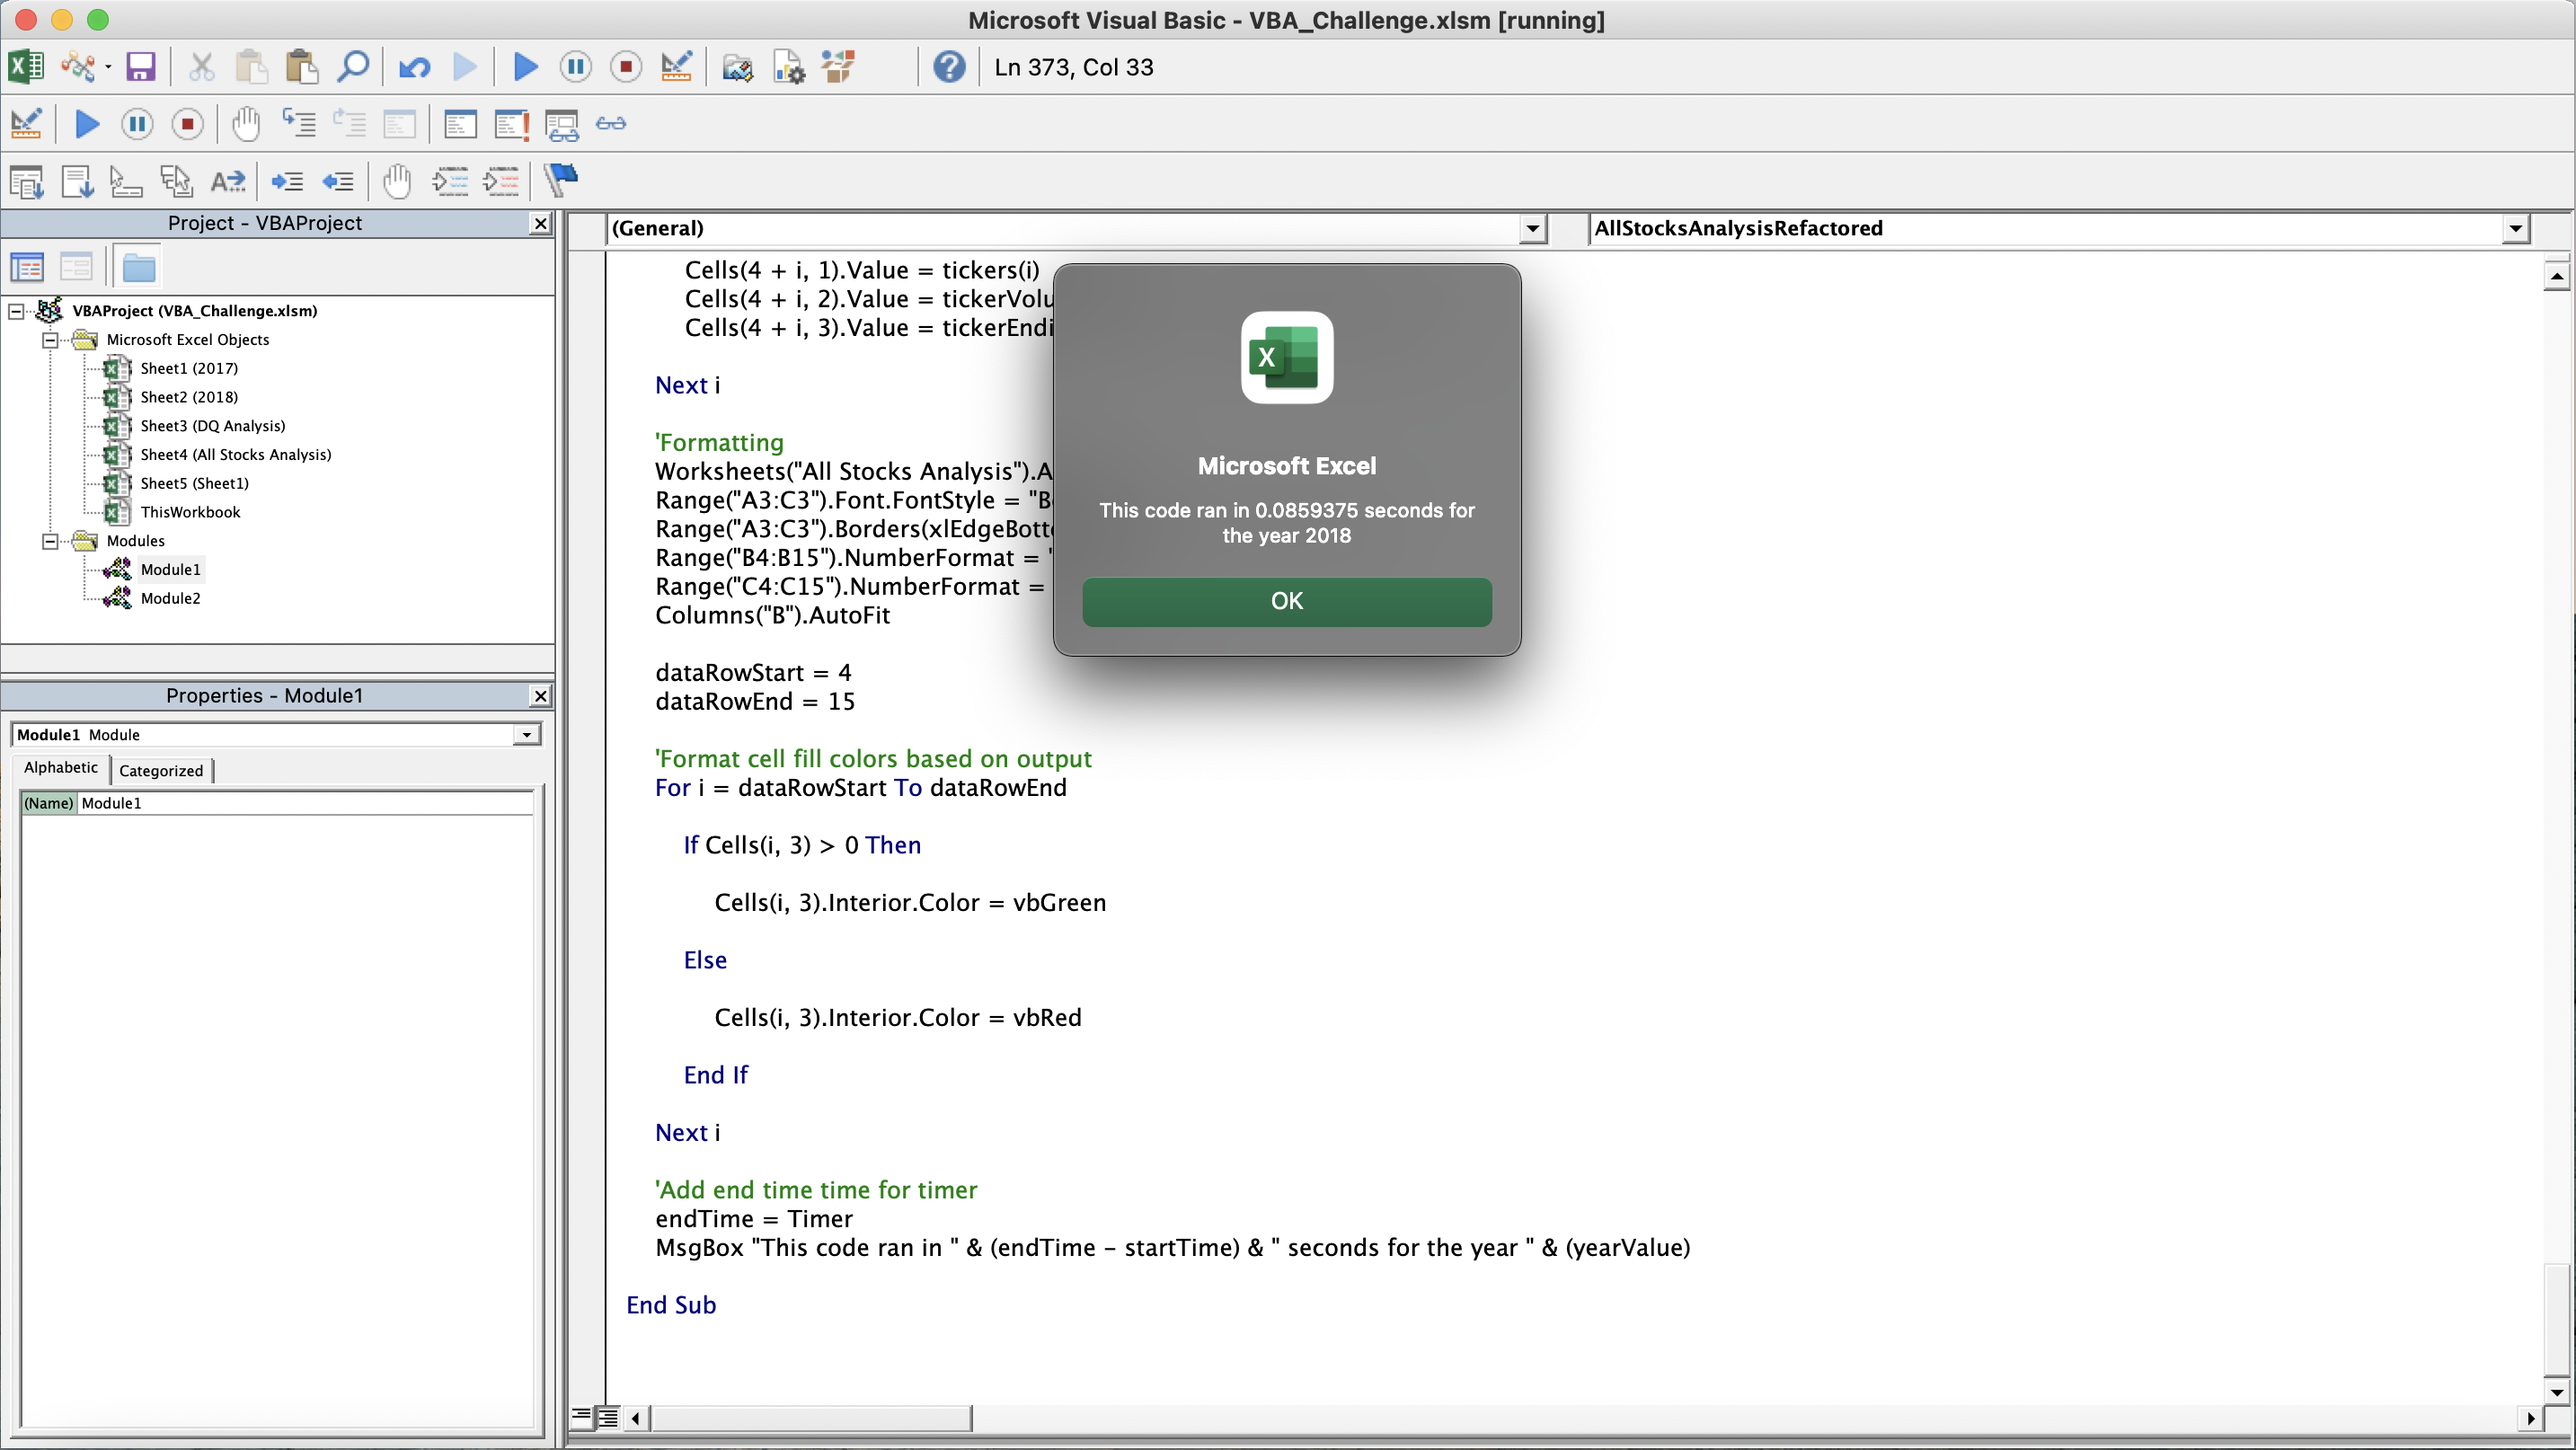 Microsoft Visual Basic - VBA_Challenge.xlsm [running]
Ln 373, Col 33
Project - VBAProject
VBAProject (VBA_Challenge.xlsm)
Microsoft Excel Objects
Sheet1 (2017)
Sheet2 (2018)
Sheet3 (DQ Analysis)
Sheet4 (All Stocks Analysis)
Sheet5 (Sheet1)
ThisWorkbook
Modules
Module1
Module2
Properties - Module1
Module1 Module
Alphabetic
Categorized
(Name) Module1
(General)
AllStocksAnalysisRefactored
Cells(4 + i, 1).Value = tickers(i)
Cells(4 + i, 2).Value = tickerVolu
Cells(4 + i, 3).Value = tickerEndi
Next i
'Formatting
Worksheets("All Stocks Analysis").A
Range("A3:C3").Font.FontStyle = "B
Range("A3:C3").Borders(xlEdgeBott
Range("B4:B15").NumberFormat = "
Range("C4:C15").NumberFormat =
Columns("B").AutoFit
dataRowStart = 4
dataRowEnd = 15
'Format cell fill colors based on output
For i = dataRowStart To dataRowEnd
If Cells(i, 3) > 0 Then
Cells(i, 3).Interior.Color = vbGreen
Else
Cells(i, 3).Interior.Color = vbRed
End If
Next i
'Add end time time for timer
endTime = Timer
MsgBox "This code ran in " & (endTime - startTime) & " seconds for the year " & (yearValue)
End Sub
Microsoft Excel
This code ran in 0.0859375 seconds for
the year 2018
OK